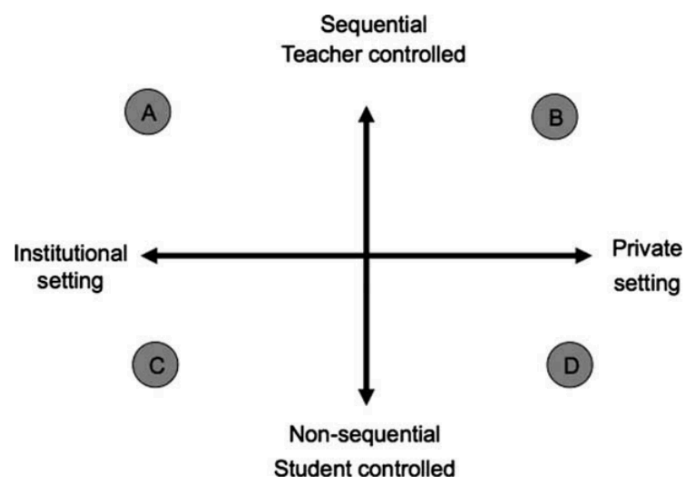 Sequential
Teacher controlled
A
B
Institutional
setting
Private
setting
C
D
Non-sequential
Student controlled